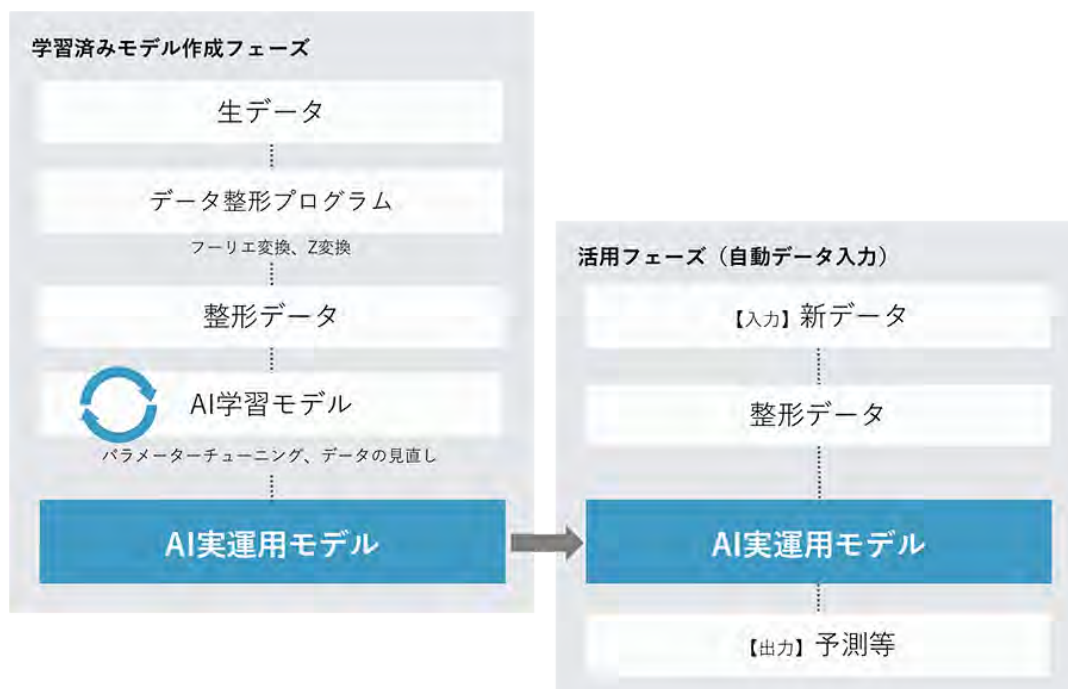 学習済みモデル作成フェーズ
生データ
データ整形プログラム
フーリエ変換、Z変換
整形データ
AI学習モデル
パラメーターチューニング、データの見直し
AI実運用モデル
活用フェーズ（自動データ入力）
【入力】新データ
整形データ
AI実運用モデル
【出力】予測等